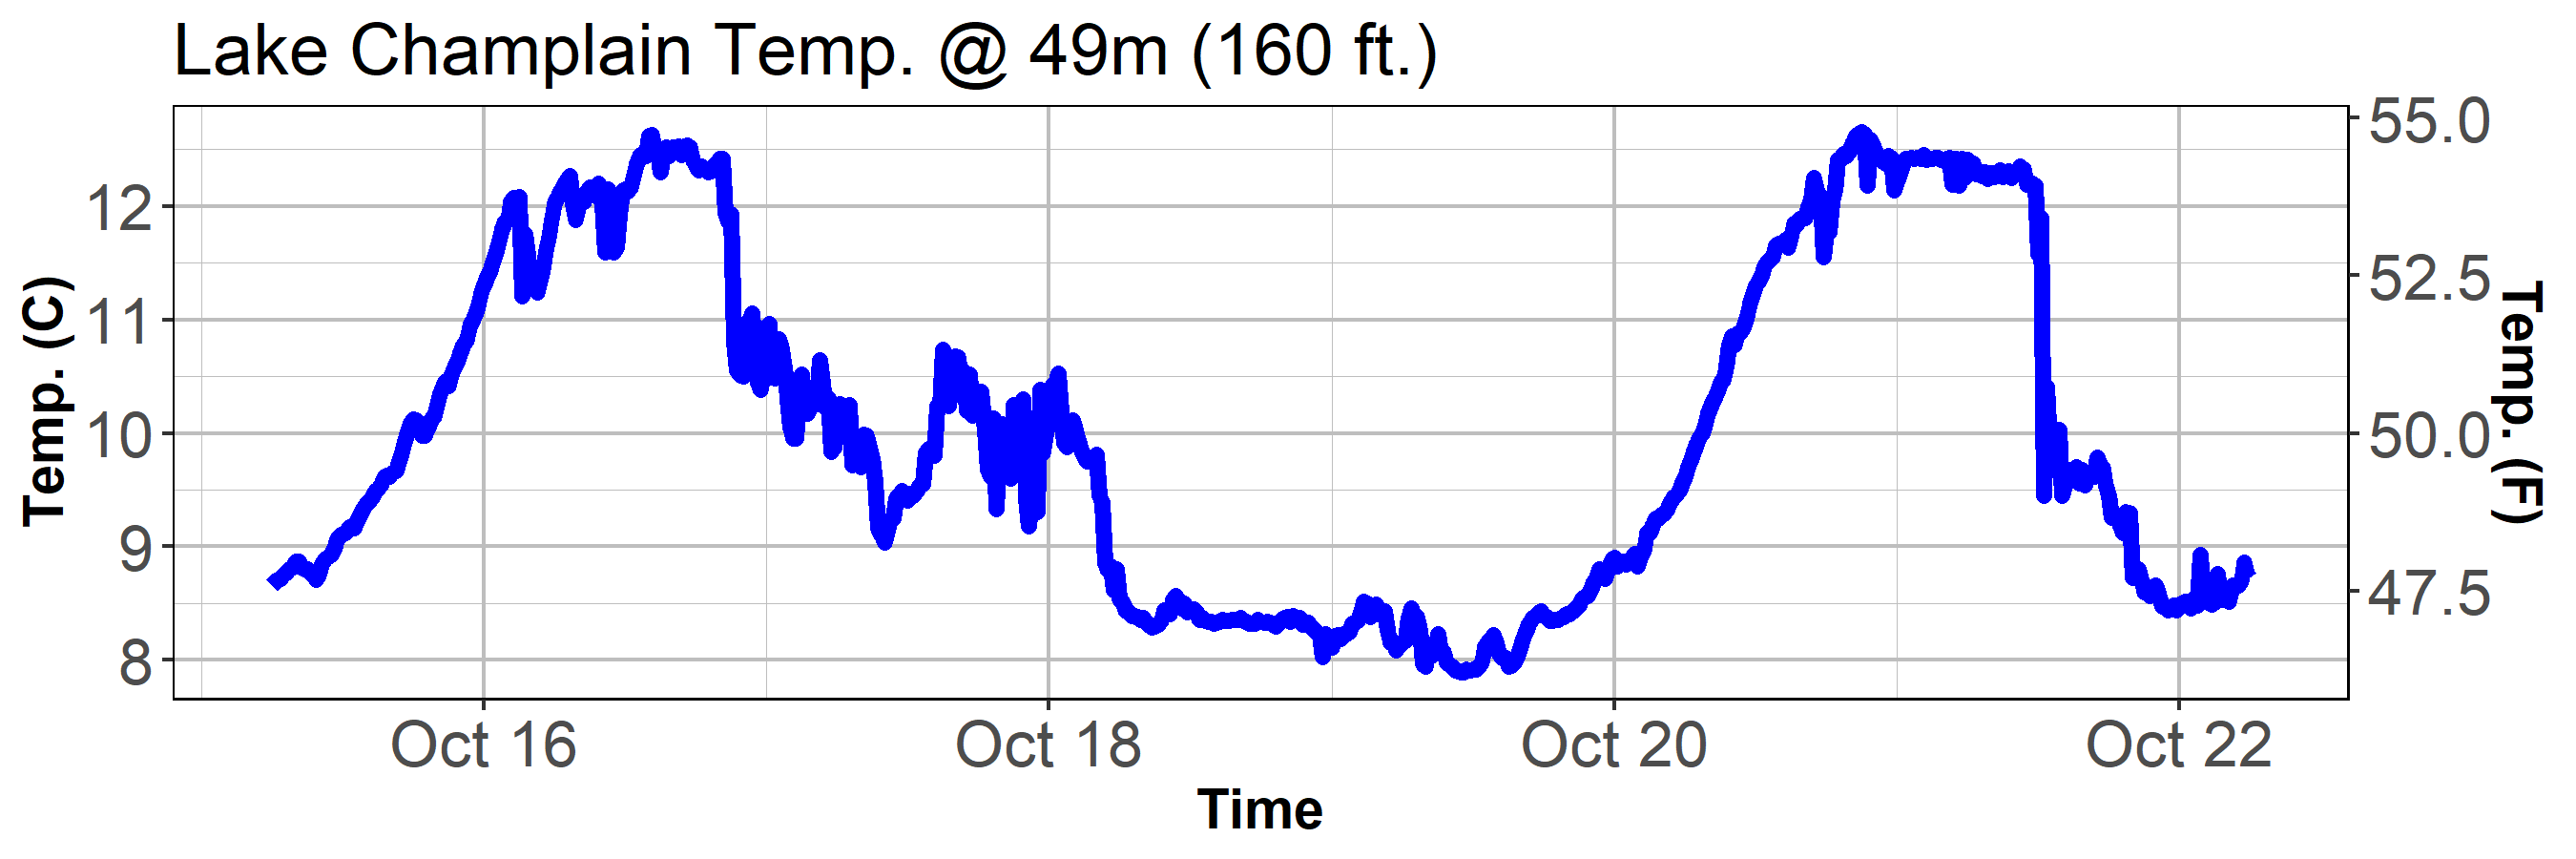 Lake Champlain Temp. @ 49m (160 ft.)
Temp. (C)
12
11
10
9
8
55.0
52.5
50.0
47.5
Temp. (F)
Oct 16 Oct 18 Oct 20 Oct 22
Time